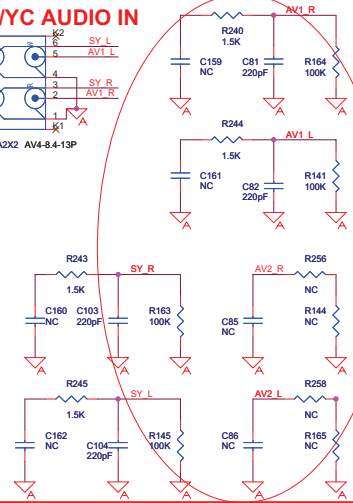 /YC AUDIO IN
K2
6
5
4
3
2
1
K1
SY_L
AV1_L
SY_R
AV1_R
A
A2X2 AV4-8.4-13P
AV1_R
R240
1.5K
C159
NC
C81
220pF
R164
100K
A
A
A
AV1_L
R244
1.5K
C161
NC
C82
220pF
R141
100K
A
A
A
R243
1.5K
SY_R
C160
NC
C103
220pF
R163
100K
A
A
A
AV2_R
R256
NC
C85
NC
R144
NC
A
A
R245
1.5K
SY_L
C162
NC
C104
220pF
R145
100K
A
A
A
AV2_L
R258
NC
C86
NC
R165
NC
A
A